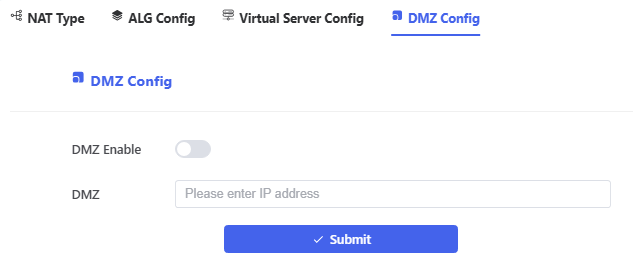 NAT Type ALG Config Virtual Server Config DMZ Config
DMZ Config
DMZ Enable
DMZ Please enter IP address
Submit